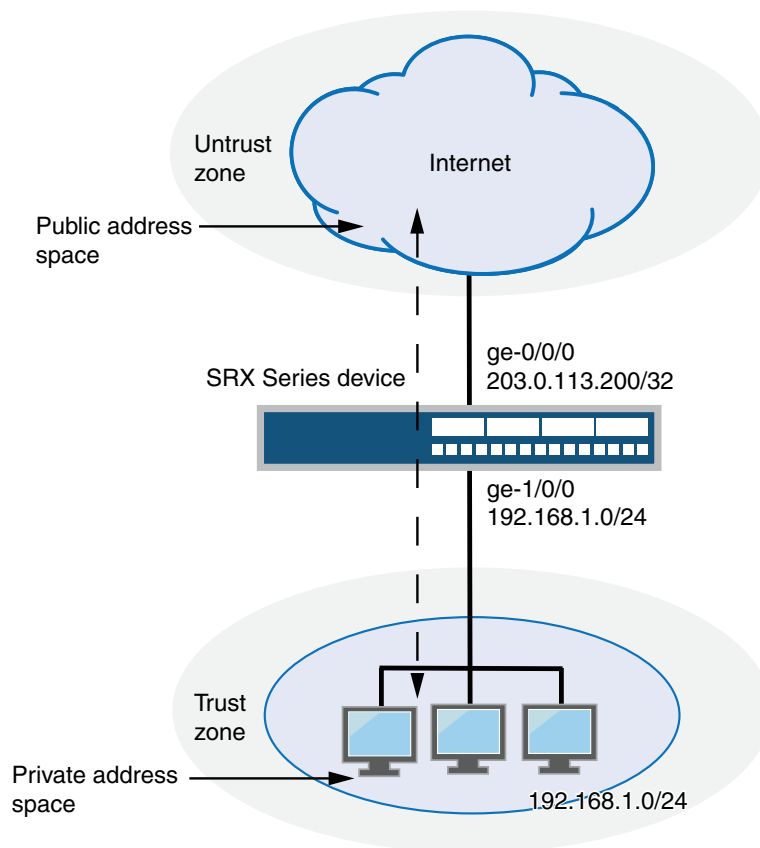 Untrust
zone
Internet
Public address
space
ge-0/0/0
203.0.113.200/32
SRX Series device
ge-1/0/0
192.168.1.0/24
Trust
zone
Private address
space
192.168.1.0/24